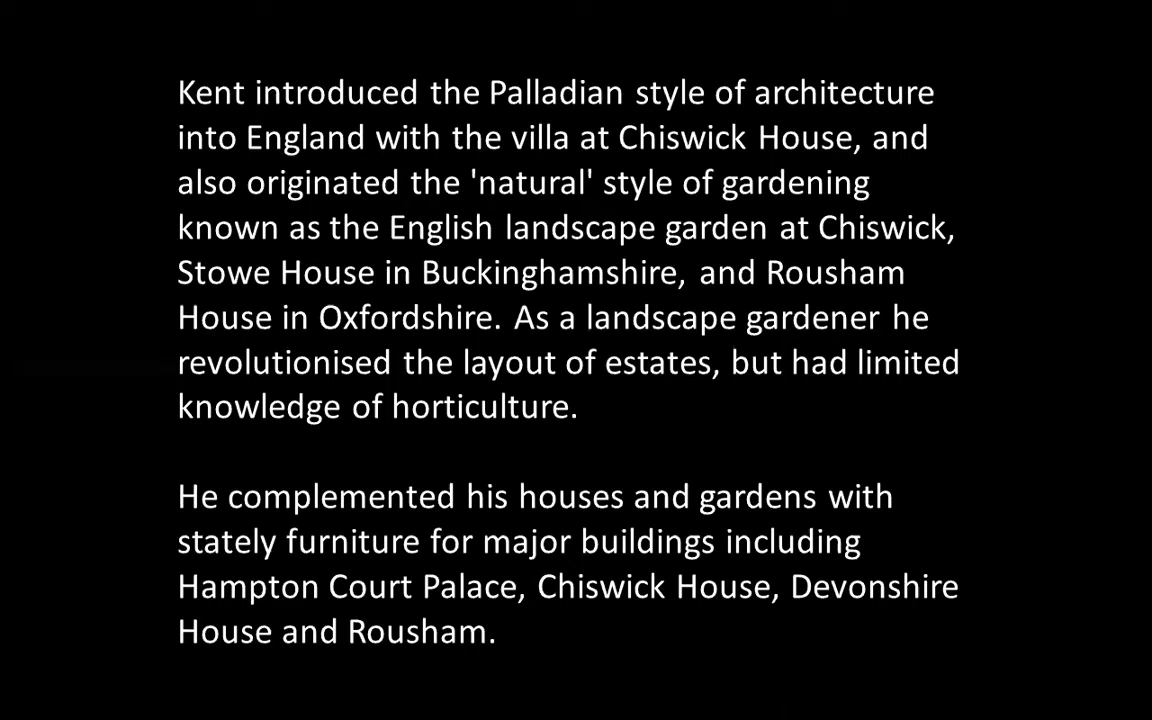 Kent introduced the Palladian style of architecture
into England with the villa at Chiswick House, and
also originated the 'natural' style of gardening
known as the English landscape garden at Chiswick,
Stowe House in Buckinghamshire, and Rousham
House in Oxfordshire. As a landscape gardener he
revolutionised the layout of estates, but had limited
knowledge of horticulture.
He complemented his houses and gardens with
stately furniture for major buildings including
Hampton Court Palace, Chiswick House, Devonshire
House and Rousham.